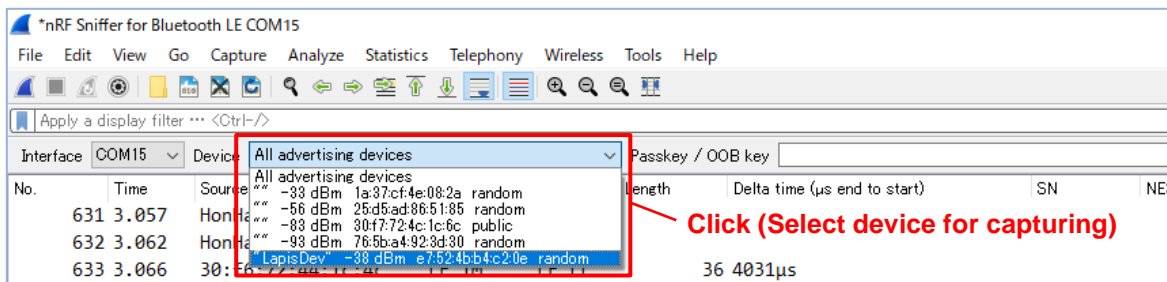 *nRF Sniffer for Bluetooth LE COM15
File Edit View Go Capture Analyze Statistics Telephony Wireless Tools Help
Apply a display filter ... <Ctrl-/>
Interface COM15 Device All advertising devices Passkey / OOB key
No. Time Source Length Delta time (μs end to start) SN NE
All advertising devices
"" -33 dBm 1a:37:cf:4e:08:2a random
"" -56 dBm 25:d5:ad:86:51:85 random
"" -83 dBm 30:f7:72:4c:1c:6c public
"" -93 dBm 76:5b:a4:92:3d:30 random
"LapisDev" -38 dBm e7:52:4b:b4:c2:0e random
Click (Select device for capturing)
631 3.057 HonHa
632 3.062 HonHa
633 3.066 36 4031μs